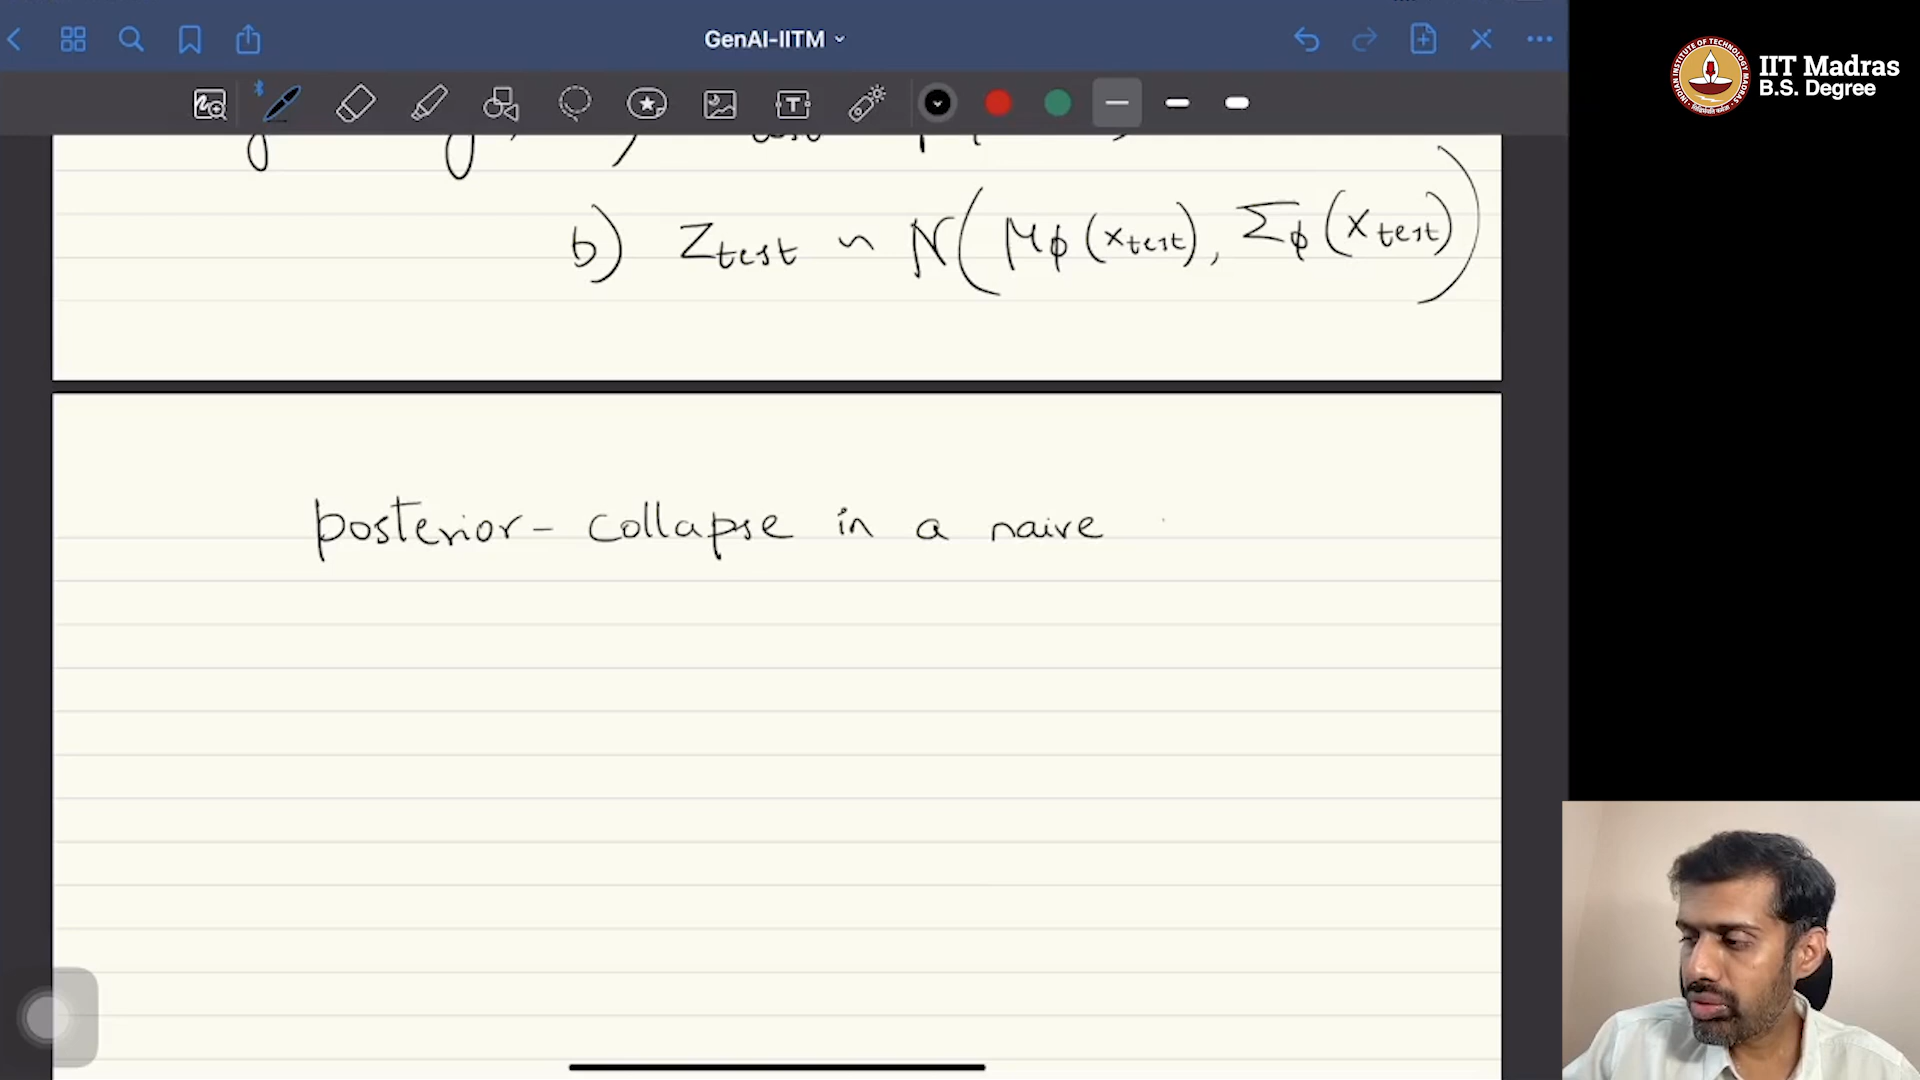 GenAI-IITM
IIT Madras
B.S. Degree
b) Ztest ~ N(μφ(xtest), Σφ(xtest))
posterior- collapse in a naive